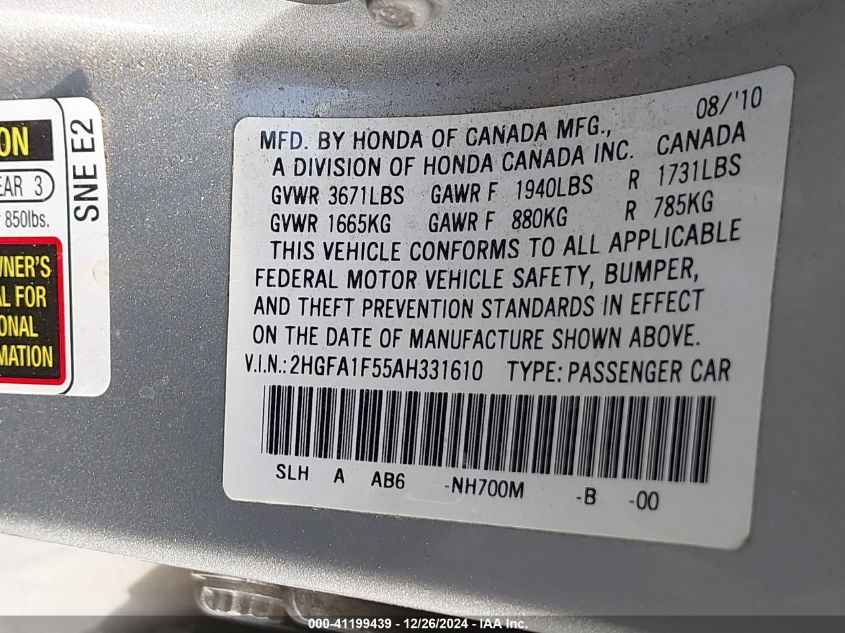 ON
EAR 3
850lbs.
WNER'S
AL FOR
ONAL
MATION
SNE E2
08/'10
MFD. BY HONDA OF CANADA MFG., CANADA
A DIVISION OF HONDA CANADA INC.
GVWR 3671LBS GAWR F 1940LBS R 1731LBS
GVWR 1665KG GAWR F 880KG R 785KG
THIS VEHICLE CONFORMS TO ALL APPLICABLE
FEDERAL MOTOR VEHICLE SAFETY, BUMPER,
AND THEFT PREVENTION STANDARDS IN EFFECT
ON THE DATE OF MANUFACTURE SHOWN ABOVE.
V.I.N.:2HGFA1F55AH331610 TYPE:PASSENGER CAR
SLH A AB6 -NH700M -B -00
000-41199439 - 12/26/2024 - IAA Inc.